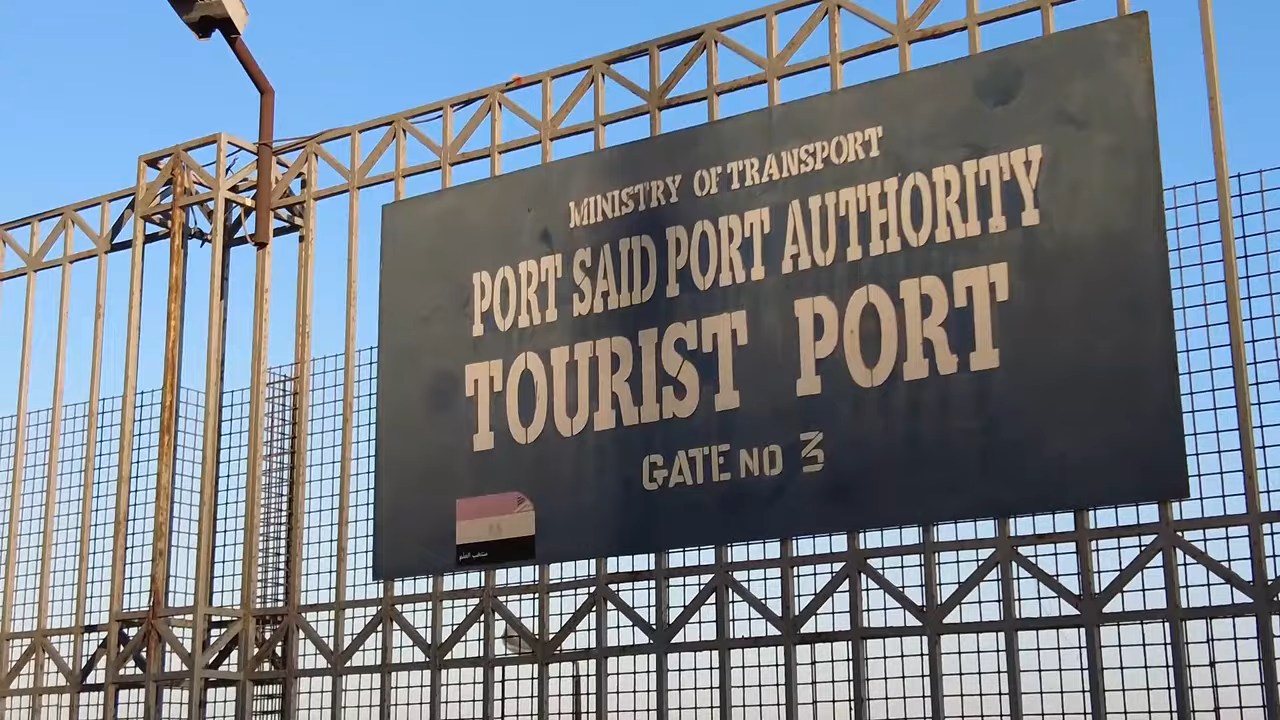 MINISTRY OF TRANSPORT
PORT SAID PORT AUTHORITY
TOURIST PORT
GATE NO 3